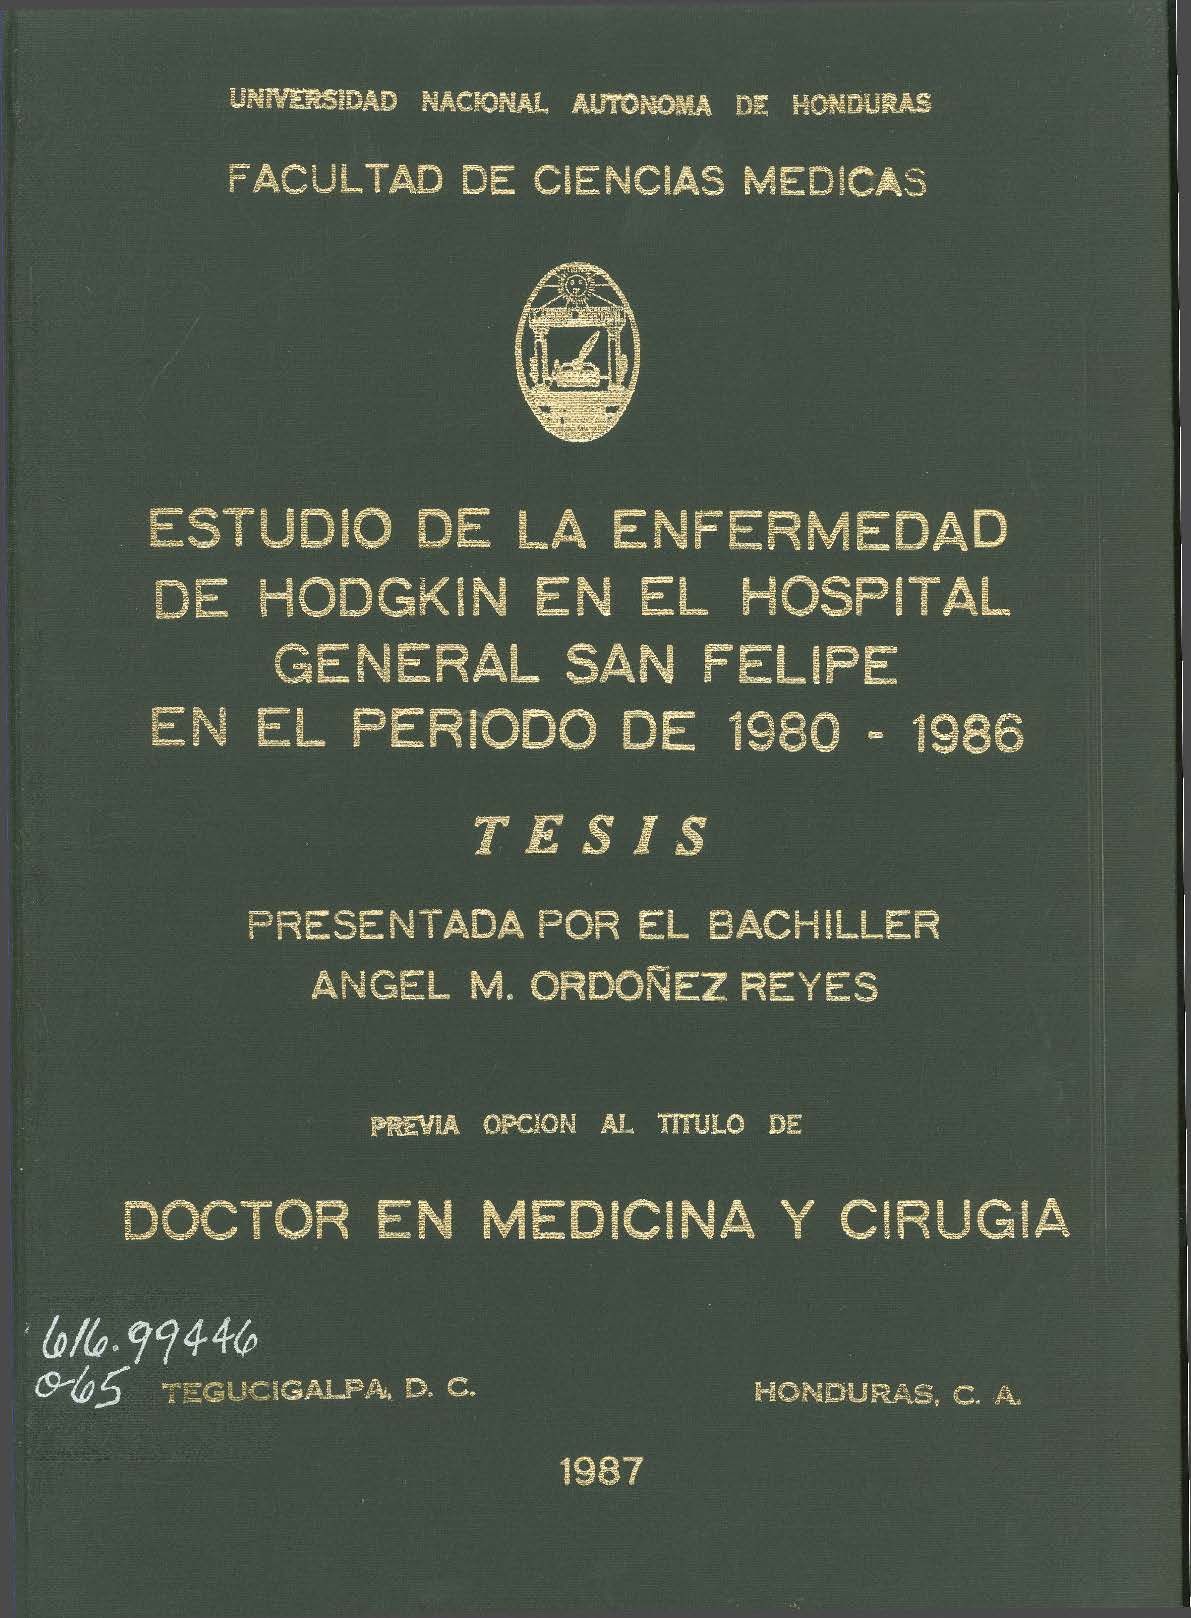 UNIVERSIDAD NACIONAL AUTONOMA DE HONDURAS
FACULTAD DE CIENCIAS MEDICAS
ESTUDIO DE LA ENFERMEDAD
DE HODGKIN EN EL HOSPITAL
GENERAL SAN FELIPE
EN EL PERIODO DE 1980 - 1986
TESIS
PRESENTADA POR EL BACHILLER
ANGEL M. ORDOÑEZ REYES
PREVIA OPCION AL TITULO DE
DOCTOR EN MEDICINA Y CIRUGIA
616.99446
O-65
TEGUCIGALPA, D. C. HONDURAS, C. A.
1987